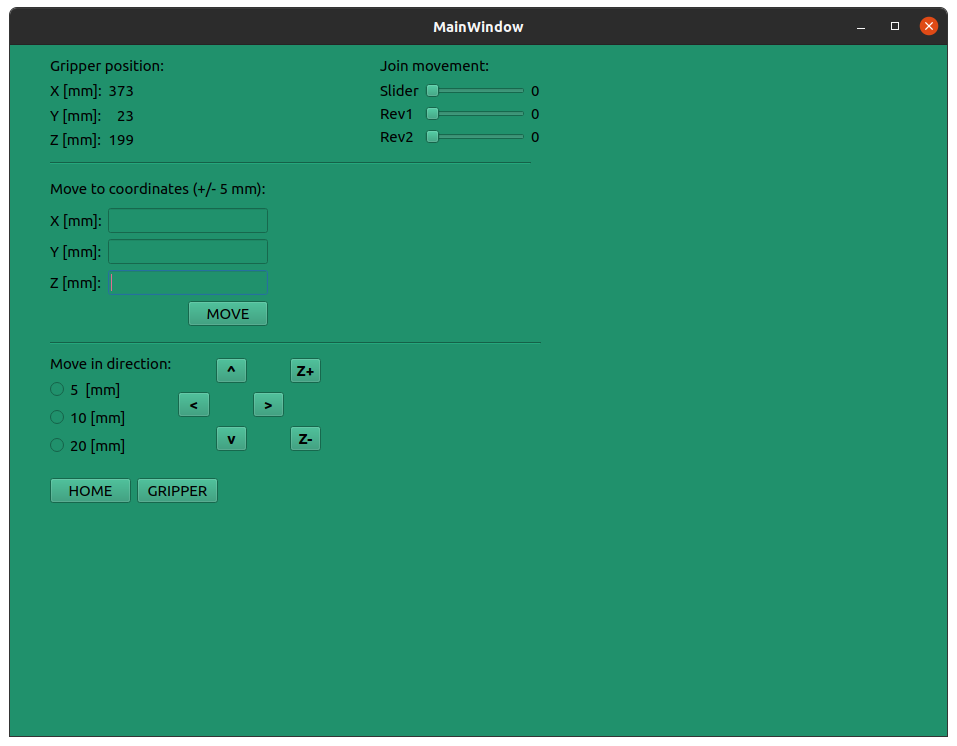 MainWindow
Gripper position:
X [mm]: 373
Y [mm]: 23
Z [mm]: 199
Join movement:
Slider 0
Rev1 0
Rev2 0
Move to coordinates (+/- 5 mm):
X [mm]:
Y [mm]:
Z [mm]:
MOVE
Move in direction:
5 [mm]
10 [mm]
20 [mm]
^
< >
v
Z+
Z-
HOME GRIPPER